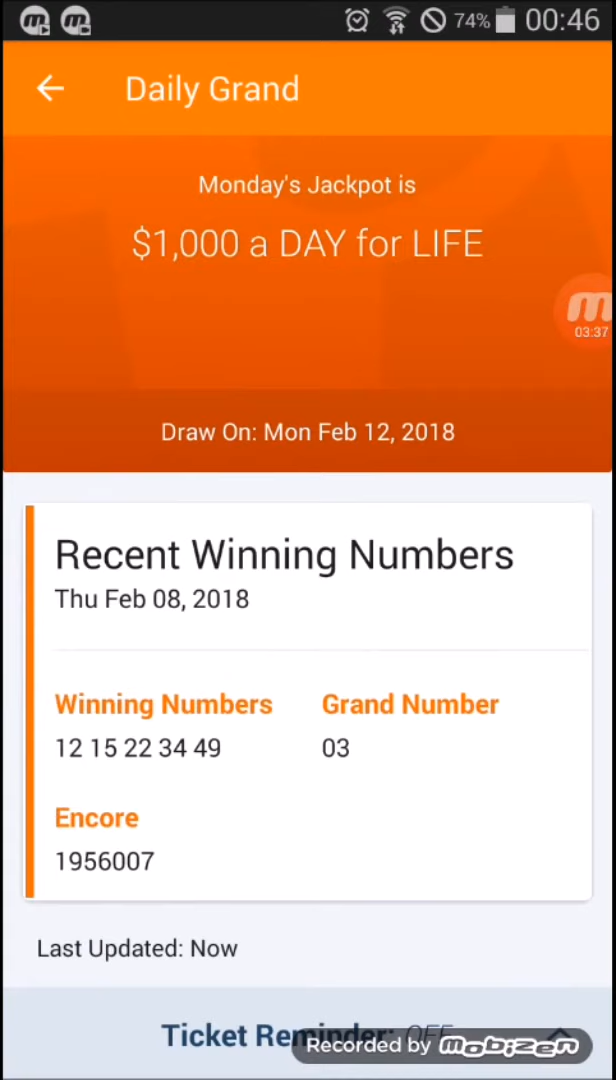 74% 00:46
Daily Grand
Monday's Jackpot is
$1,000 a DAY for LIFE
03:37
Draw On: Mon Feb 12, 2018
Recent Winning Numbers
Thu Feb 08, 2018
Winning Numbers Grand Number
12 15 22 34 49 03
Encore
1956007
Last Updated: Now
Ticket Reminder: OFF
Recorded by mobizen